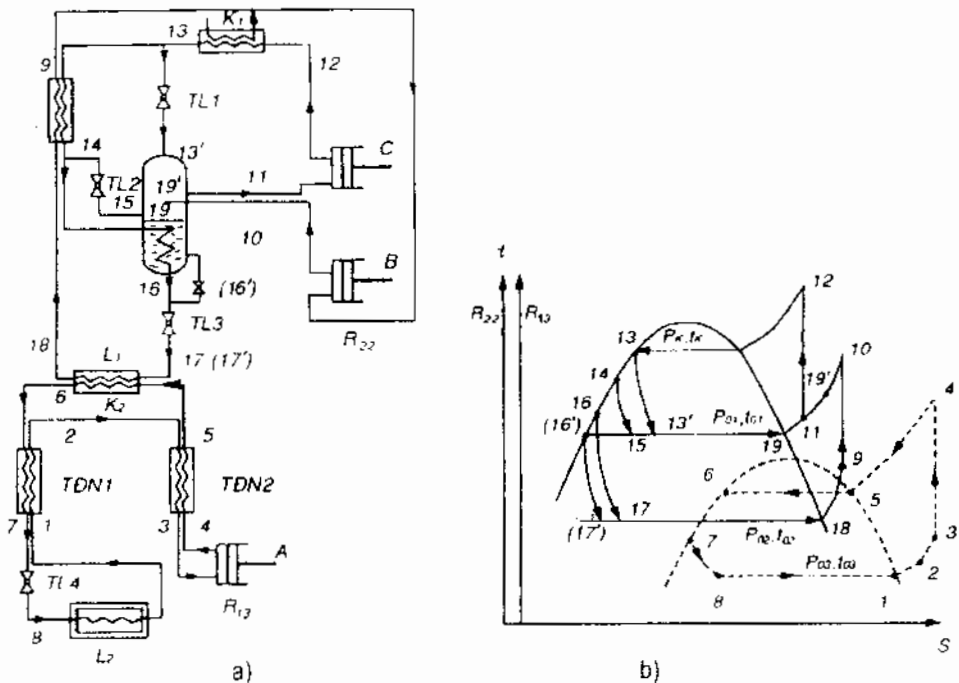 13
K₁
12
9
TL1
14
13'
C
TL2
19'
11
15
19
10
B
16
(16')
TL3
R₂₂
18
L₁
17 (17')
6
K₂
2
5
TĐN1
TĐN2
7
1
3
4
A
TL4
R₁₃
8
L₂
a)
t
R₂₂
R₁₃
12
13
Pₖ,tₖ
10
14
19'
4
16
(16')
13'
P₀₁,t₀₁
15
19
11
9
6
5
17
(17')
P₀₂,t₀₂
18
7
3
P₀₃,t₀₃
2
8
1
S
b)